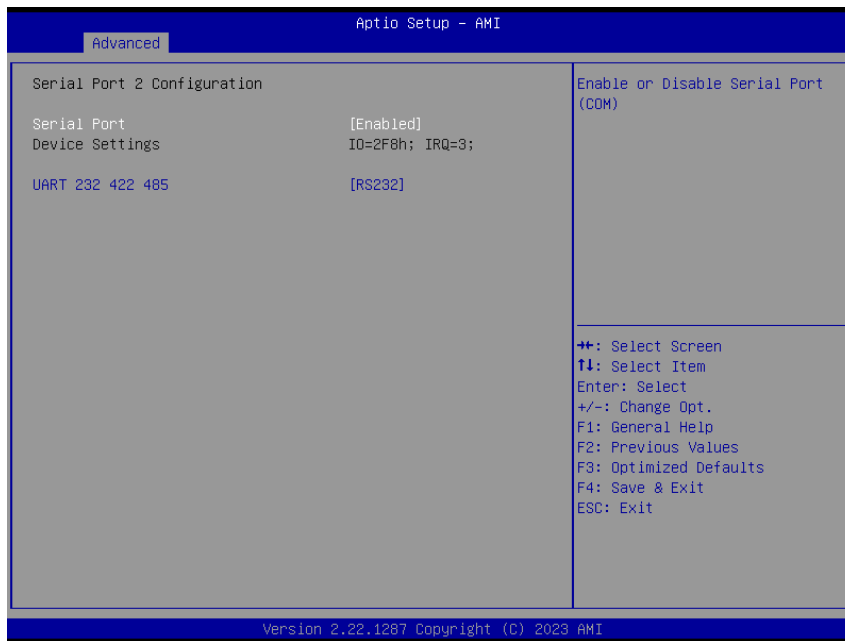 Aptio Setup – AMI
Advanced
Serial Port 2 Configuration
Serial Port [Enabled]
Device Settings IO=2F8h; IRQ=3;
UART 232 422 485 [RS232]
Enable or Disable Serial Port
(COM)
→←: Select Screen
↑↓: Select Item
Enter: Select
+/-: Change Opt.
F1: General Help
F2: Previous Values
F3: Optimized Defaults
F4: Save & Exit
ESC: Exit
Version 2.22.1287 Copyright (C) 2023 AMI